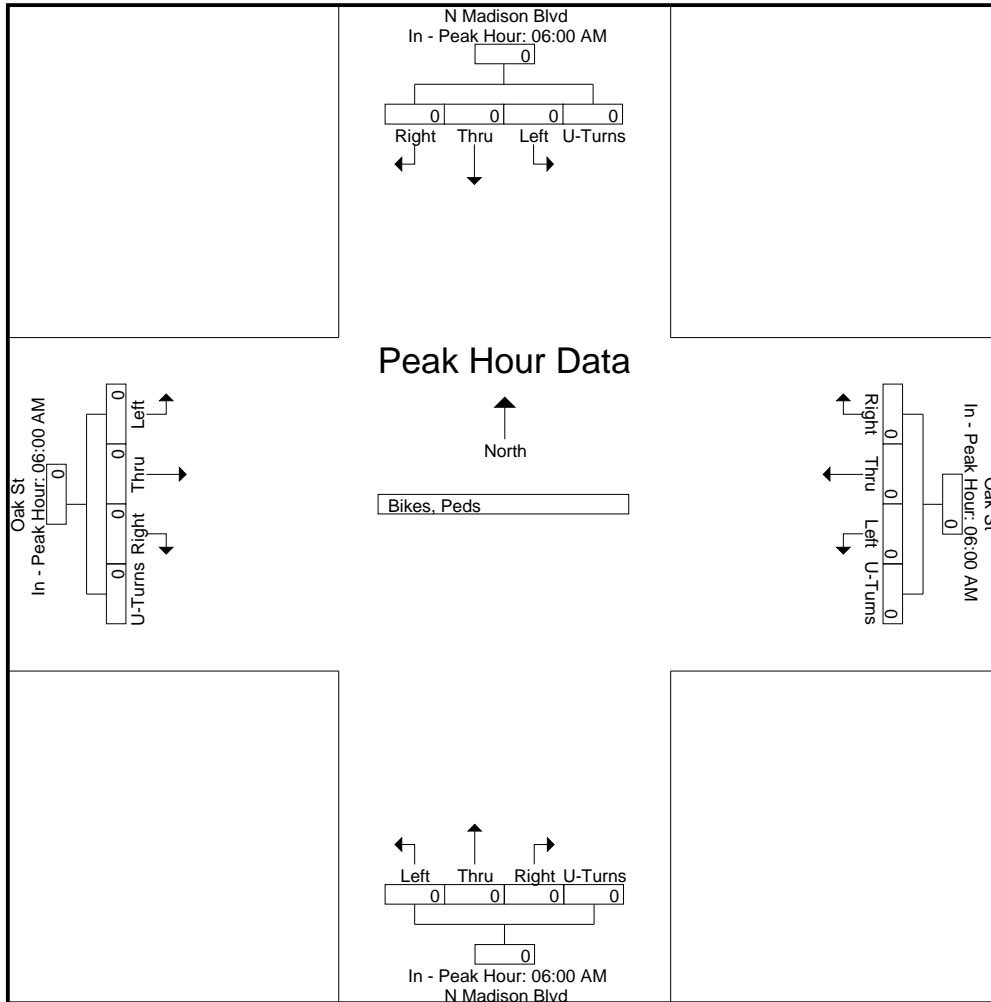 N Madison Blvd
In - Peak Hour: 06:00 AM
0
0 0 0 0
Right Thru Left U-Turns
Peak Hour Data
North
Bikes, Peds
Oak St
In - Peak Hour: 06:00 AM
0
0 0 0 0
Left Thru Right U-Turns
Oak St
In - Peak Hour: 06:00 AM
0
0 0 0 0
Right Thru Left U-Turns
Left Thru Right U-Turns
0 0 0 0
0
In - Peak Hour: 06:00 AM
N Madison Blvd